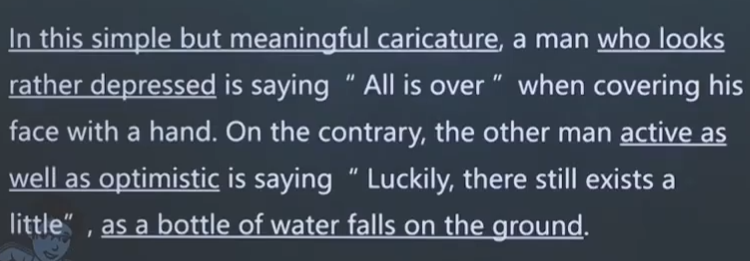 In this simple but meaningful caricature, a man who looks
rather depressed is saying “ All is over ” when covering his
face with a hand. On the contrary, the other man active as
well as optimistic is saying “ Luckily, there still exists a
little” , as a bottle of water falls on the ground.